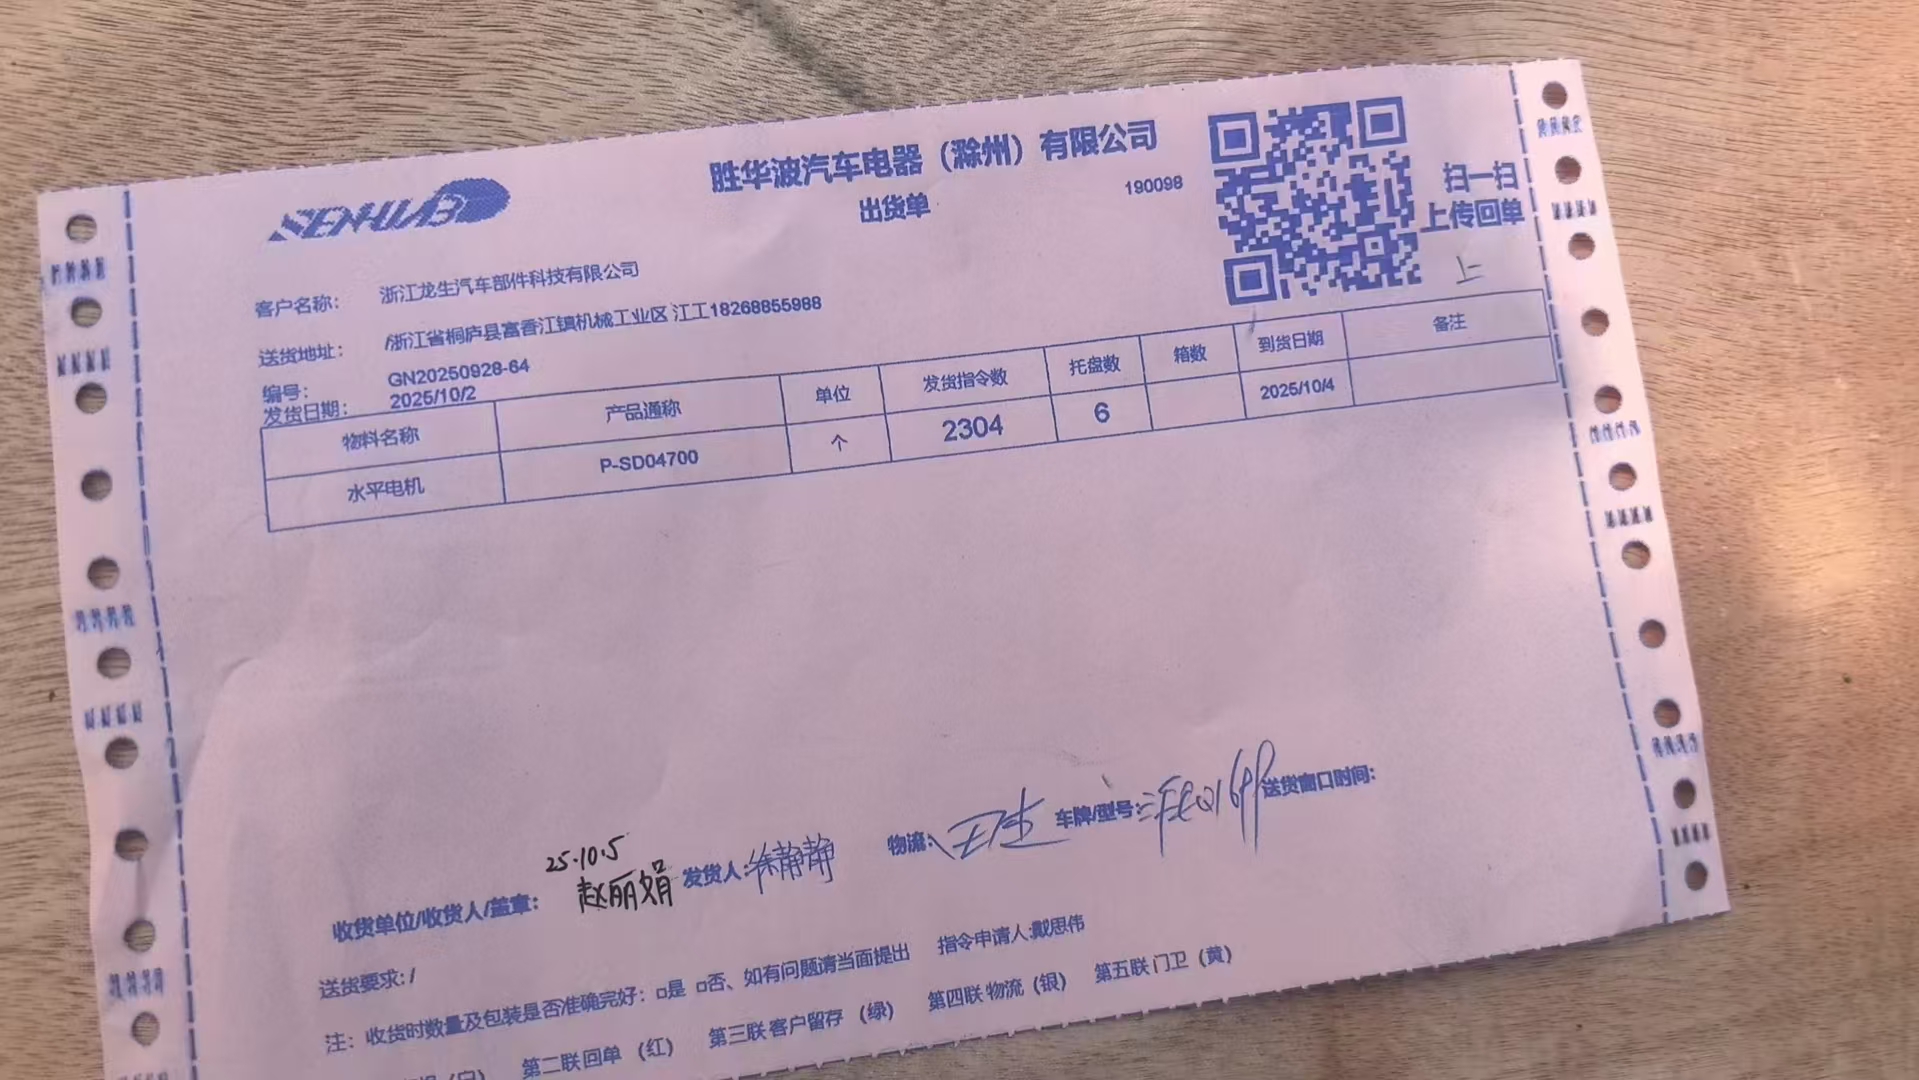 SENHWB
胜华波汽车电器（滁州）有限公司
出货单
190098
扫一扫
上传回单
上
客户名称： 浙江龙生汽车部件科技有限公司
送货地址： /浙江省桐庐县富春江镇机械工业区 江工18268855988
编号： GN20250928-64
发货日期： 2025/10/2
物料名称 产品通称 单位 发货指令数 托盘数 箱数 到货日期 备注
水平电机 P-SD04700 个 2304 6 2025/10/4
25.10.5
收货单位/收货人/盖章： 赵丽娟 发货人:徐静静 物流: 车牌/型号: 送货窗口时间:
送货要求: /
注：收货时数量及包装是否准确完好：□是 □否、如有问题请当面提出 指令申请人:戴思伟
第二联回单 （红） 第三联客户留存 （绿） 第四联物流（银） 第五联门卫（黄）